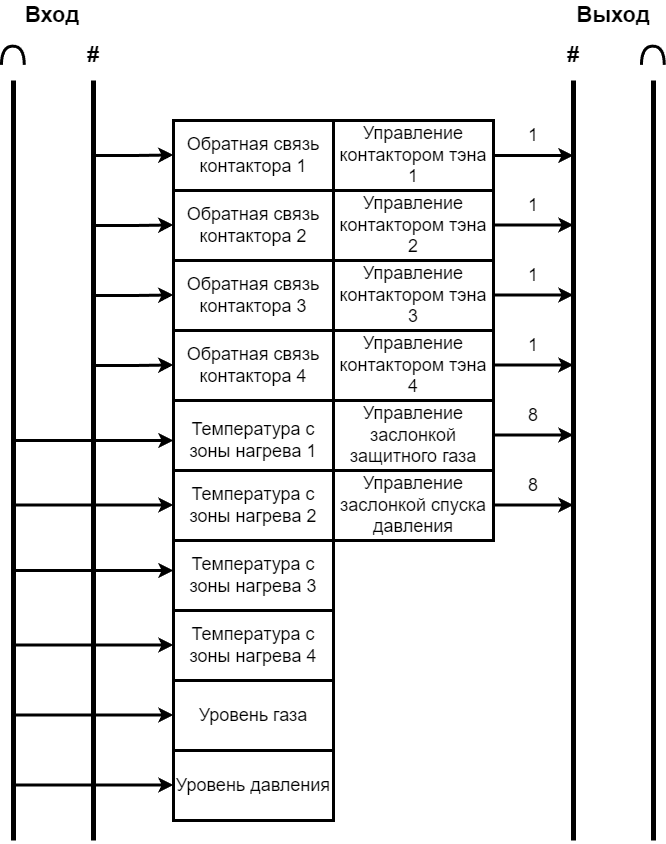 Вход
Выход
∩
#
#
∩
Обратная связь
контактора 1
Управление
контактором тэна
1
1
Обратная связь
контактора 2
Управление
контактором тэна
2
1
Обратная связь
контактора 3
Управление
контактором тэна
3
1
Обратная связь
контактора 4
Управление
контактором тэна
4
1
Температура с
зоны нагрева 1
Управление
заслонкой
защитного газа
8
Температура с
зоны нагрева 2
Управление
заслонкой спуска
давления
8
Температура с
зоны нагрева 3
Температура с
зоны нагрева 4
Уровень газа
Уровень давления